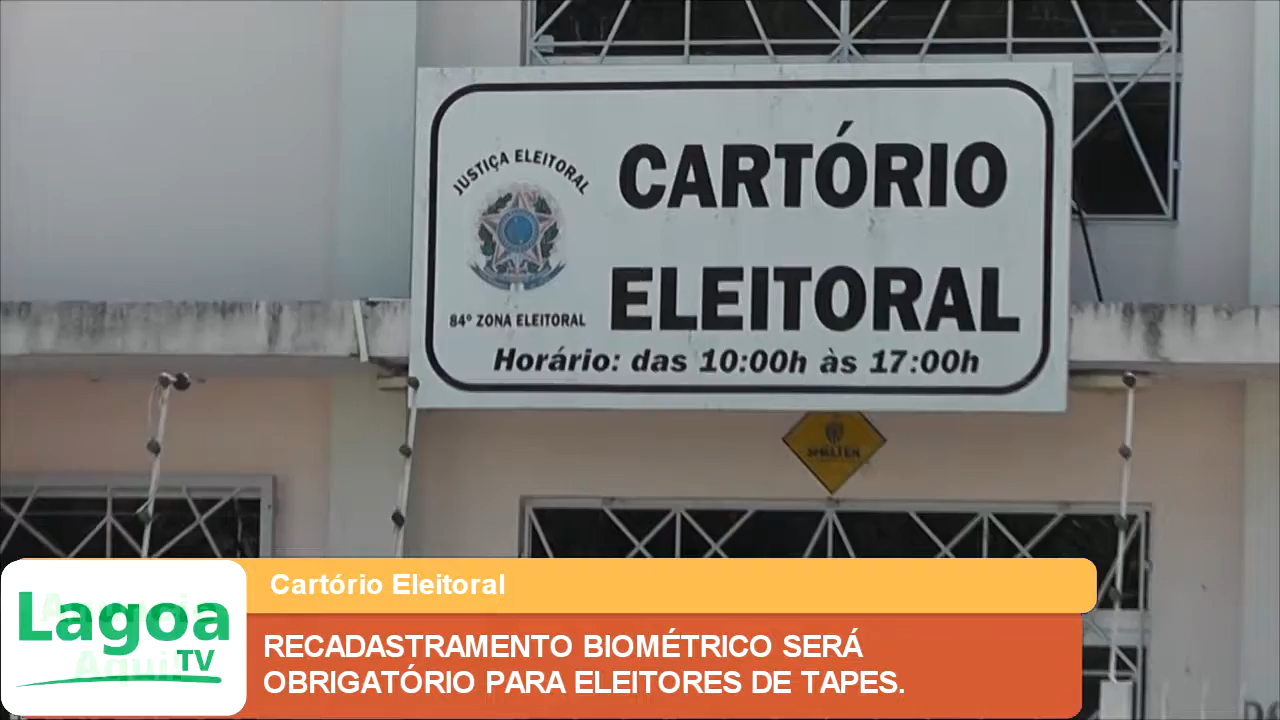 JUSTIÇA ELEITORAL
CARTÓRIO
ELEITORAL
84º ZONA ELEITORAL
Horário: das 10:00h às 17:00h
Cartório Eleitoral
Lagoa
TV
RECADASTRAMENTO BIOMÉTRICO SERÁ
OBRIGATÓRIO PARA ELEITORES DE TAPES.